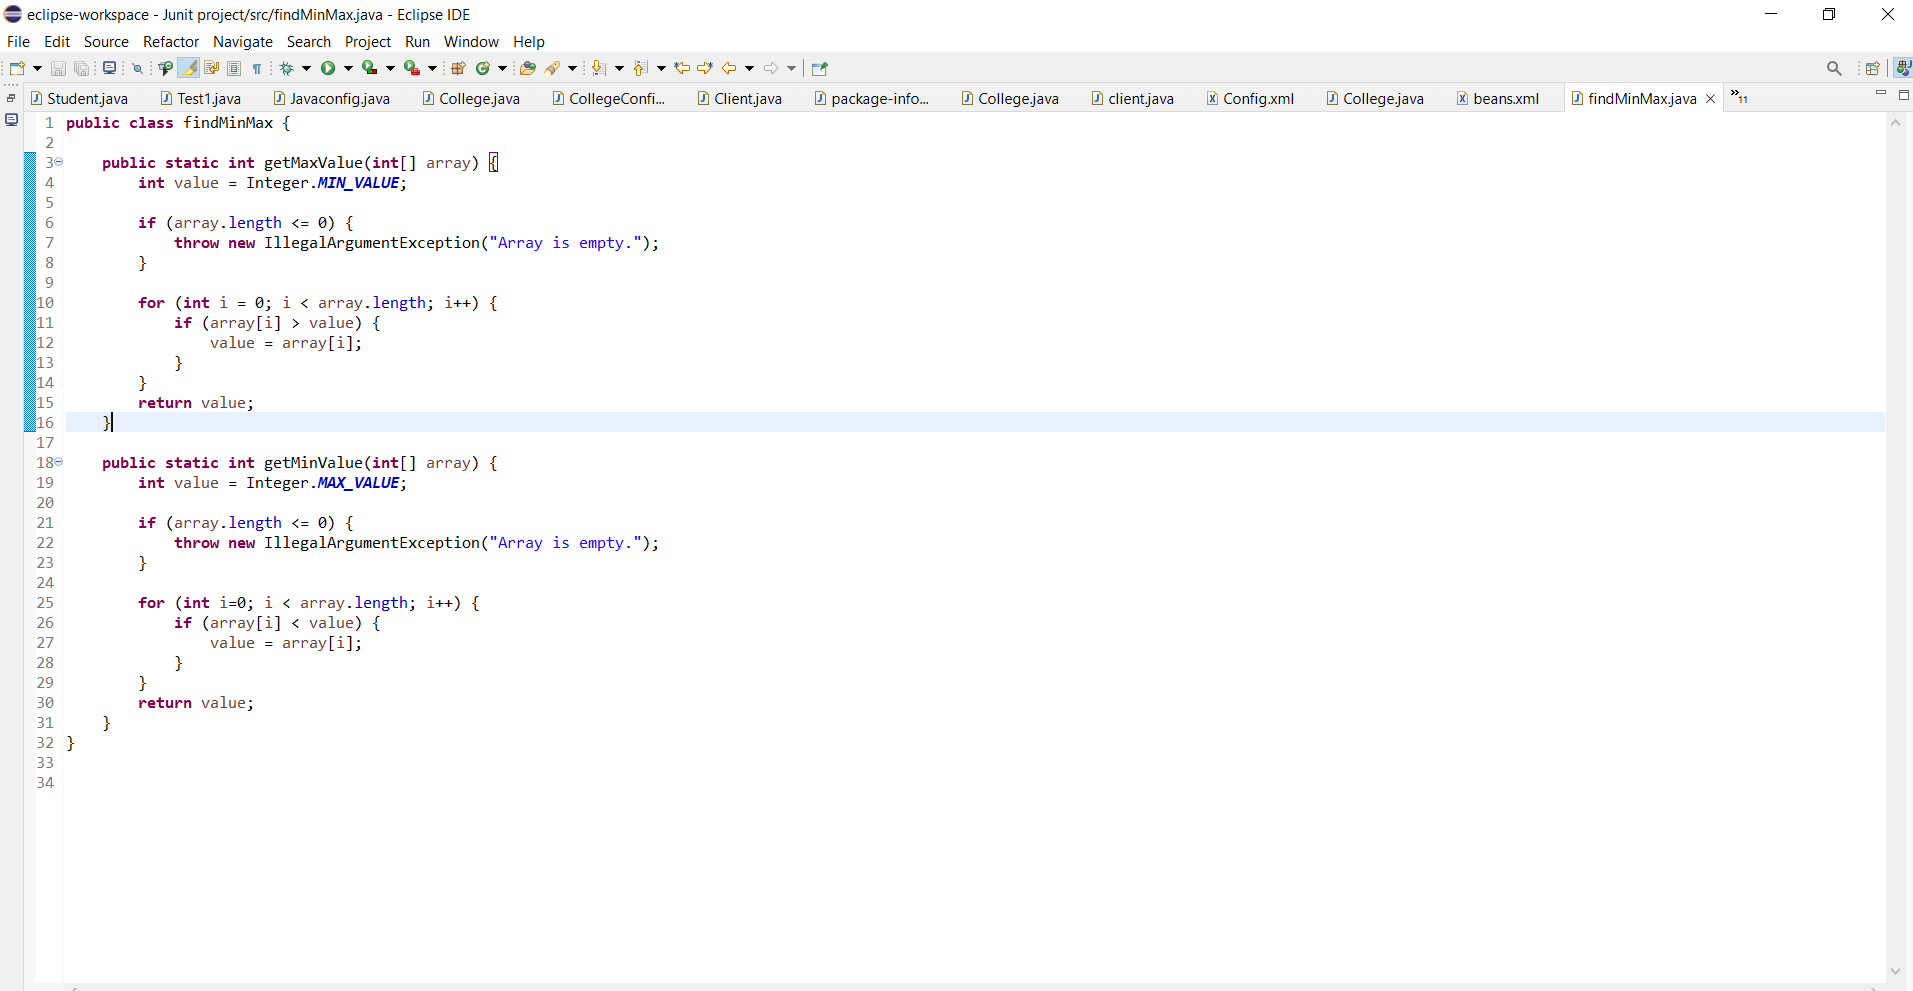 eclipse-workspace - Junit project/src/findMinMax.java - Eclipse IDE
File Edit Source Refactor Navigate Search Project Run Window Help
Student.java Test1.java Javaconfig.java College.java CollegeConfi... Client.java package-info... College.java client.java Config.xml College.java beans.xml findMinMax.java »11
1 public class findMinMax {
2
3 public static int getMaxValue(int[] array) {
4 int value = Integer.MIN_VALUE;
5
6 if (array.length <= 0) {
7 throw new IllegalArgumentException("Array is empty.");
8 }
9
10 for (int i = 0; i < array.length; i++) {
11 if (array[i] > value) {
12 value = array[i];
13 }
14 }
15 return value;
16 }
17
18 public static int getMinValue(int[] array) {
19 int value = Integer.MAX_VALUE;
20
21 if (array.length <= 0) {
22 throw new IllegalArgumentException("Array is empty.");
23 }
24
25 for (int i=0; i < array.length; i++) {
26 if (array[i] < value) {
27 value = array[i];
28 }
29 }
30 return value;
31 }
32 }
33
34